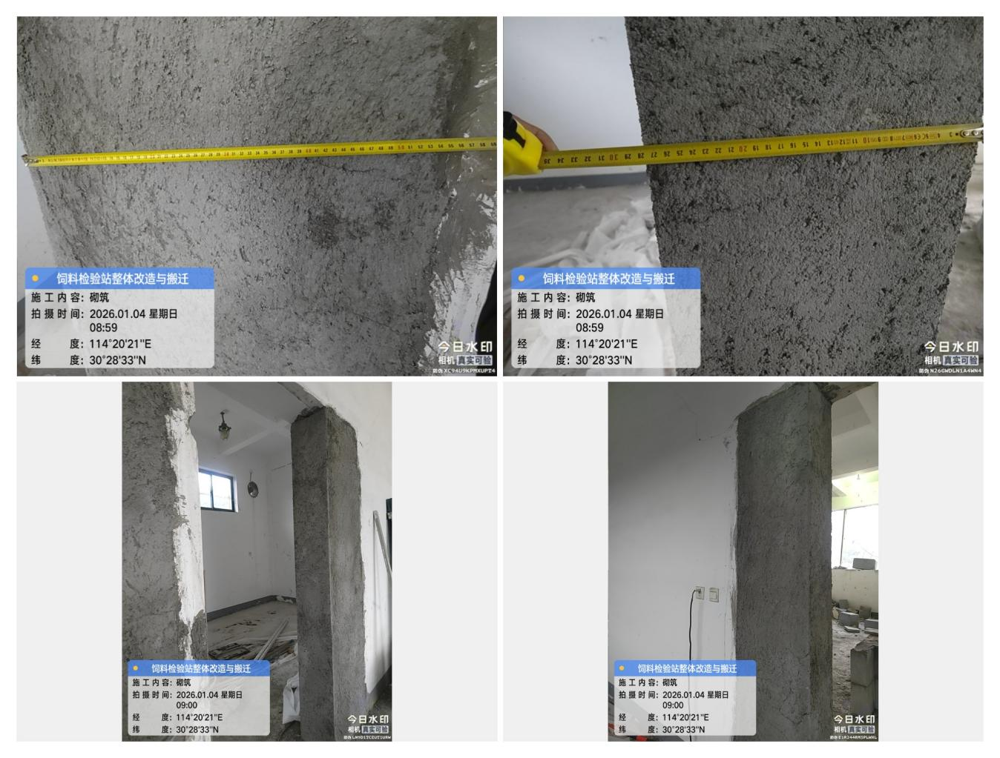 饲料检验站整体改造与搬迁
施工内容：砌筑
拍摄时间：2026.01.04 星期日
08:59
经度：114°20'21"E
纬度：30°28'33"N
今日水印
相机 真实可验
防伪 XC94U9KPMXUPT4
饲料检验站整体改造与搬迁
施工内容：砌筑
拍摄时间：2026.01.04 星期日
08:59
经度：114°20'21"E
纬度：30°28'33"N
今日水印
相机 真实可验
防伪 N26GWDLN1A4WN4
饲料检验站整体改造与搬迁
施工内容：砌筑
拍摄时间：2026.01.04 星期日
09:00
经度：114°20'21"E
纬度：30°28'33"N
今日水印
相机 真实可验
防伪
饲料检验站整体改造与搬迁
施工内容：砌筑
拍摄时间：2026.01.04 星期日
09:00
经度：114°20'21"E
纬度：30°28'33"N
今日水印
相机 真实可验
防伪